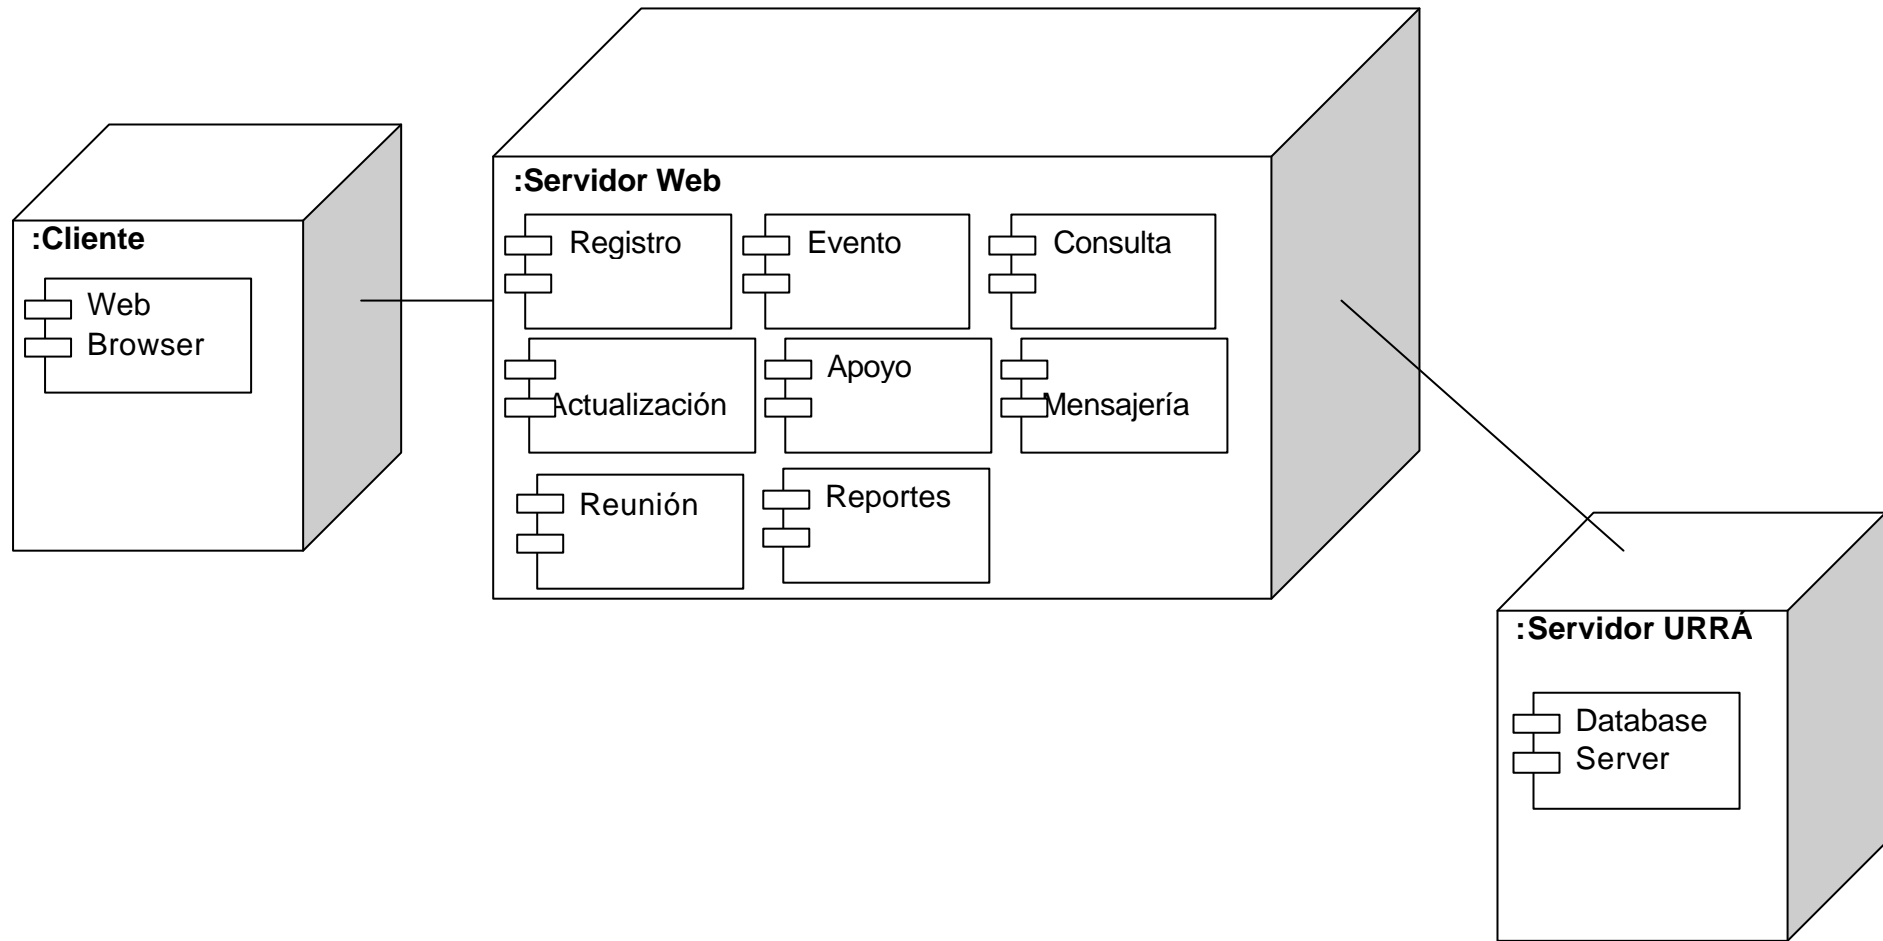 :Servidor Web
:Cliente
Registro
Evento
Consulta
Web
Browser
Actualización
Apoyo
Mensajería
Reunión
Reportes
:Servidor URRÁ
Database
Server